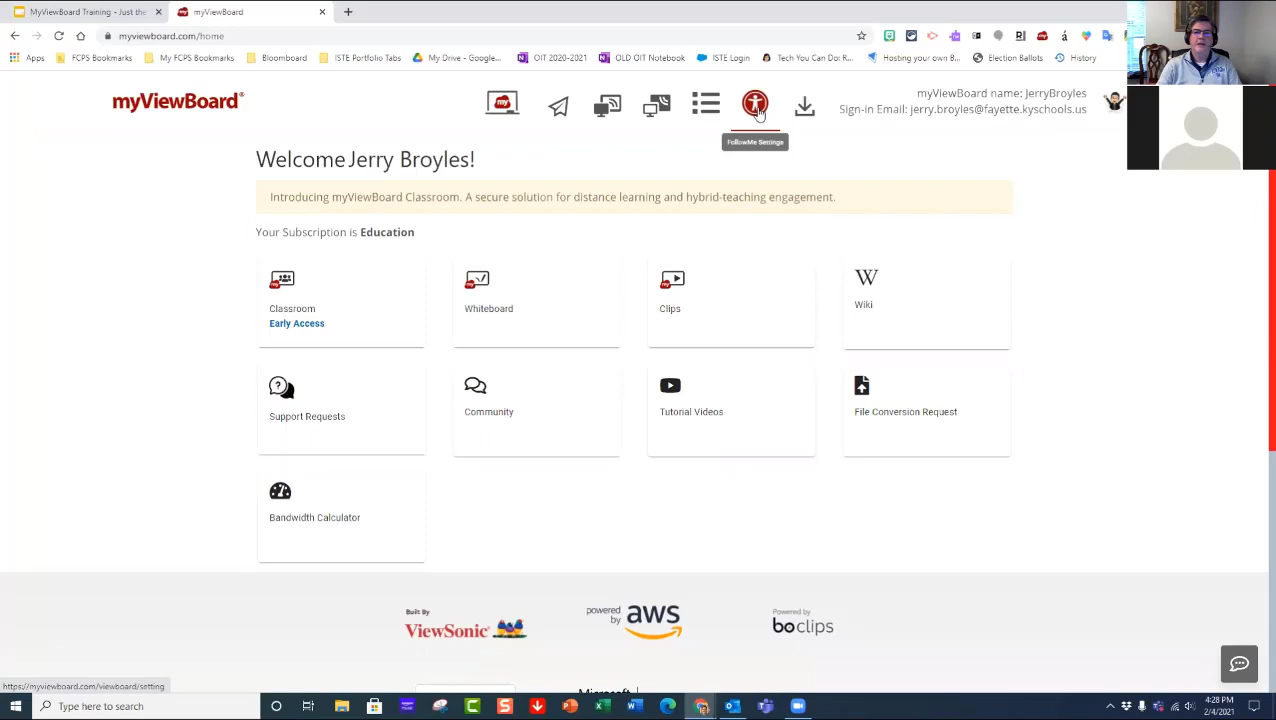 myViewBoard Training - Just the
myViewBoard
myviewboard.com/home
Apps
FCPS Bookmarks
My FCPS Bookmarks
Bloomboard
ISTE Portfolio Tabs
My Drive - Google...
OIT 2020-2021
OLD OIT Notebook
ISTE Login
Tech You Can Do: R...
Hosting your own B...
Election Ballots
History
myViewBoard®
myViewBoard name: JerryBroyles
Sign-in Email: jerry.broyles@fayette.kyschools.us
FollowMe Settings
Welcome Jerry Broyles!
Introducing myViewBoard Classroom. A secure solution for distance learning and hybrid-teaching engagement.
Your Subscription is Education
Classroom
Early Access
Whiteboard
Clips
W
Wiki
Support Requests
Community
Tutorial Videos
File Conversion Request
Bandwidth Calculator
Built By
ViewSonic
powered by
aws
Powered by
boclips
Microsoft
https://myviewboard.com/viewboard/setting
Type here to search
4:28 PM
2/4/2021